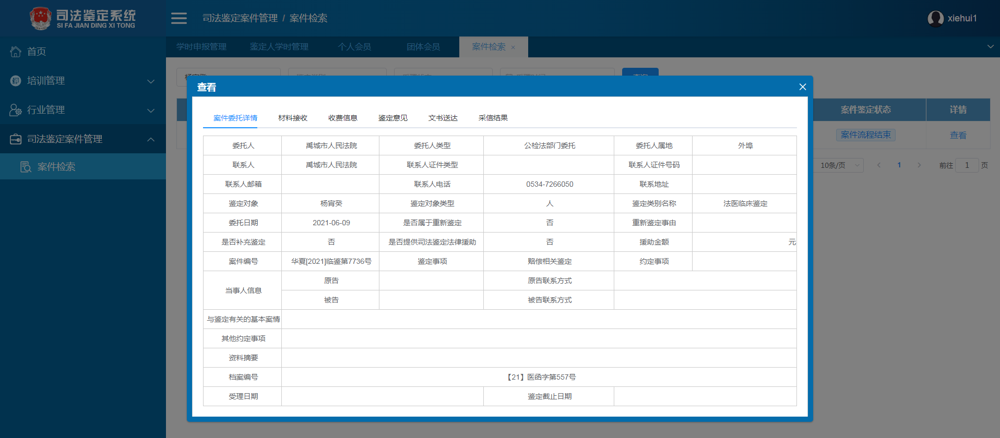 司法鉴定系统
SI FA JIAN DING XI TONG
司法鉴定案件管理 / 案件检索
xiehui1
首页
培训管理
行业管理
司法鉴定案件管理
案件检索
学时申报管理 鉴定人学时管理 个人会员 团体会员 案件检索 ×
案件鉴定状态 详情
案件流程结束 查看
10条/页 < 1 > 前往 1 页
查看
案件委托详情 材料接收 收费信息 鉴定意见 文书送达 采信结果
委托人 禹城市人民法院 委托人类型 公检法部门委托 委托人属地 外埠
联系人 禹城市人民法院 联系人证件类型 联系人证件号码
联系人邮箱 联系人电话 0534-7266050 联系地址
鉴定对象 杨宵癸 鉴定对象类型 人 鉴定类别名称 法医临床鉴定
委托日期 2021-06-09 是否属于重新鉴定 否 重新鉴定事由
是否补充鉴定 否 是否提供司法鉴定法律援助 否 援助金额 元
案件编号 华夏[2021]临鉴第7736号 鉴定事项 赔偿相关鉴定 约定事项
当事人信息 原告 原告联系方式
被告 被告联系方式
与鉴定有关的基本案情
其他约定事项
资料摘要
档案编号 【21】医函字第557号
受理日期 鉴定截止日期